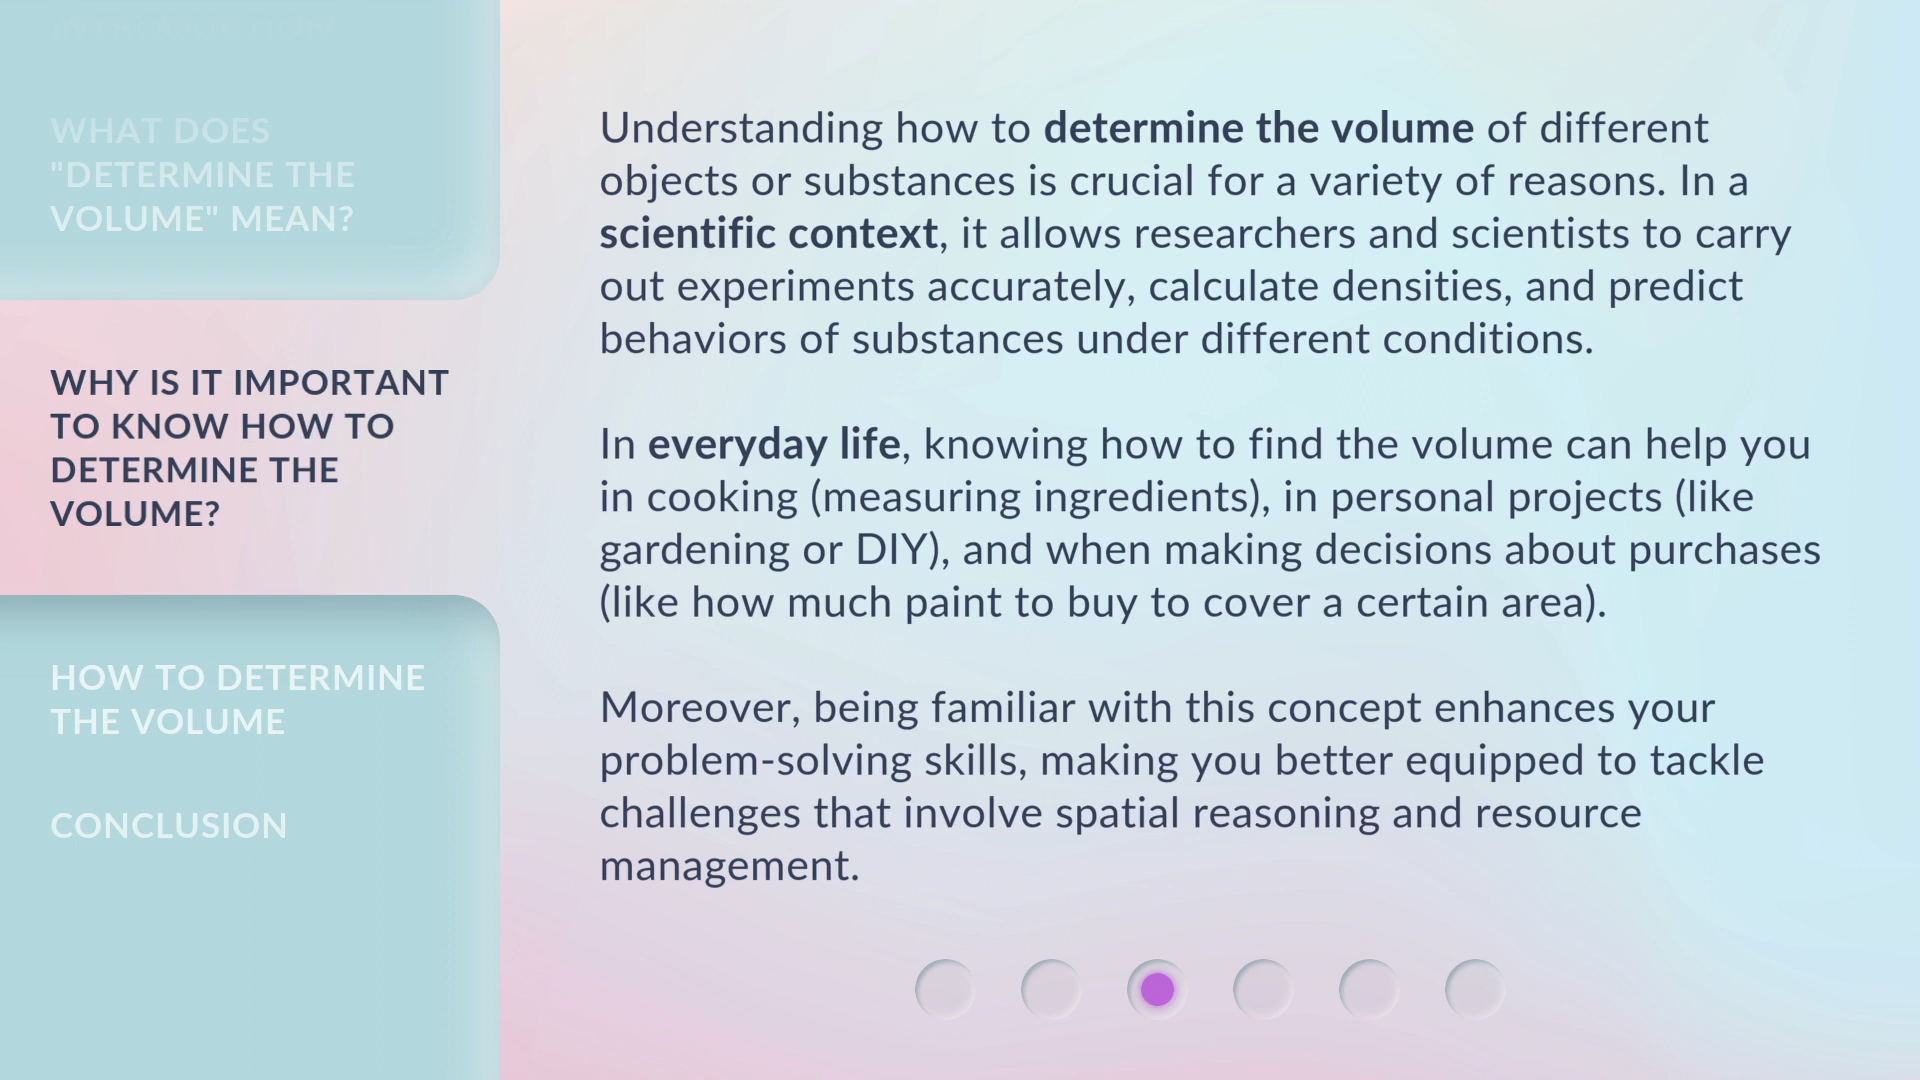 WHAT DOES
"DETERMINE THE
VOLUME" MEAN?
WHY IS IT IMPORTANT
TO KNOW HOW TO
DETERMINE THE
VOLUME?
HOW TO DETERMINE
THE VOLUME
CONCLUSION
Understanding how to determine the volume of different
objects or substances is crucial for a variety of reasons. In a
scientific context, it allows researchers and scientists to carry
out experiments accurately, calculate densities, and predict
behaviors of substances under different conditions.
In everyday life, knowing how to find the volume can help you
in cooking (measuring ingredients), in personal projects (like
gardening or DIY), and when making decisions about purchases
(like how much paint to buy to cover a certain area).
Moreover, being familiar with this concept enhances your
problem-solving skills, making you better equipped to tackle
challenges that involve spatial reasoning and resource
management.